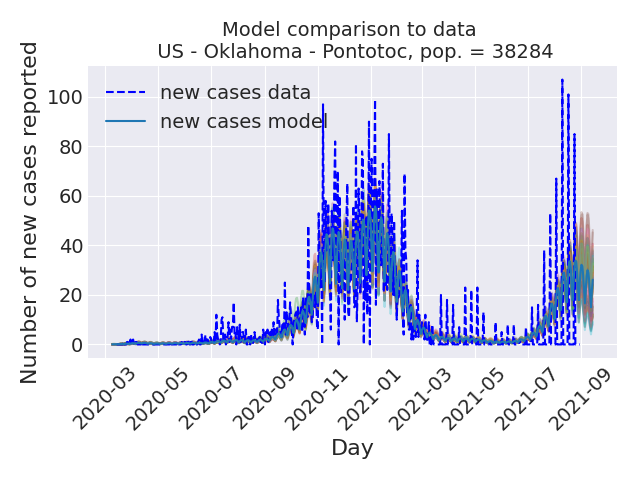 Model comparison to data
US - Oklahoma - Pontotoc, pop. = 38284
new cases data
new cases model
Number of new cases reported
100
80
60
40
20
0
2020-03
2020-05
2020-07
2020-09
2020-11
2021-01
2021-03
2021-05
2021-07
2021-09
Day